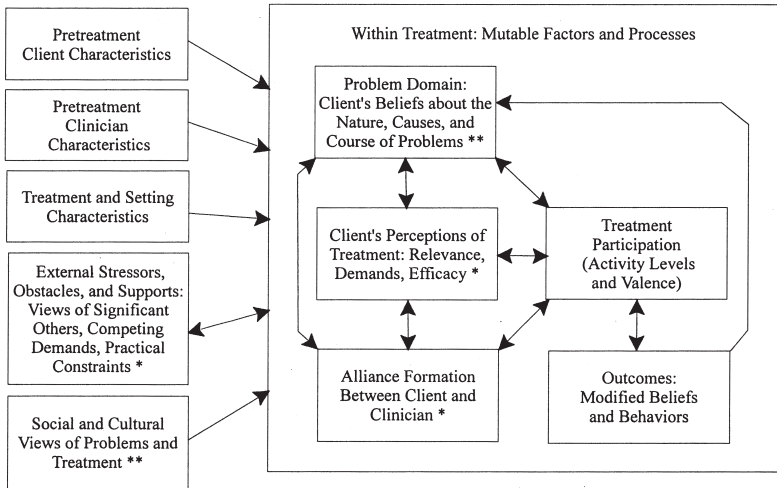 Pretreatment
Client Characteristics
Pretreatment
Clinician
Characteristics
Treatment and Setting
Characteristics
External Stressors,
Obstacles, and Supports:
Views of Significant
Others, Competing
Demands, Practical
Constraints *
Social and Cultural
Views of Problems and
Treatment **
Within Treatment: Mutable Factors and Processes
Problem Domain:
Client's Beliefs about the
Nature, Causes, and
Course of Problems **
Client's Perceptions of
Treatment: Relevance,
Demands, Efficacy *
Treatment
Participation
(Activity Levels
and Valence)
Alliance Formation
Between Client and
Clinician *
Outcomes:
Modified Beliefs
and Behaviors